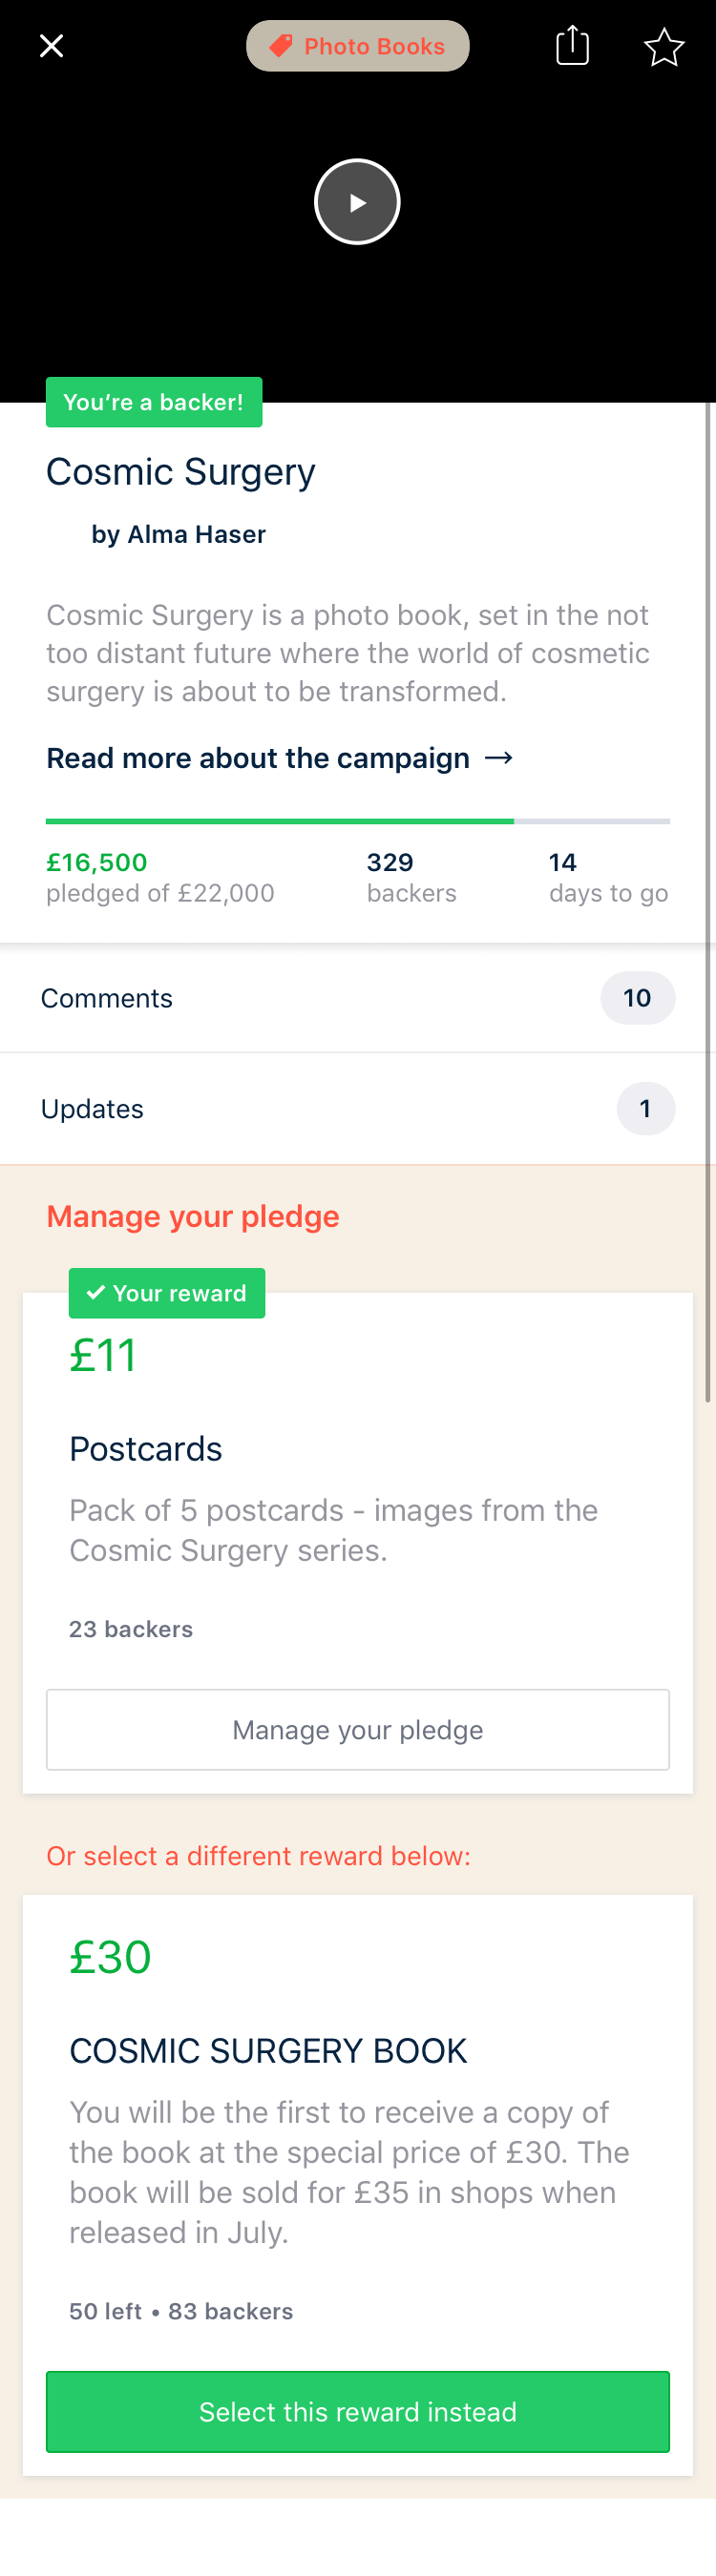 Photo Books
You’re a backer!
Cosmic Surgery
by Alma Haser
Cosmic Surgery is a photo book, set in the not
too distant future where the world of cosmetic
surgery is about to be transformed.
Read more about the campaign →
£16,500
pledged of £22,000
329
backers
14
days to go
Comments
10
Updates
1
Manage your pledge
✓ Your reward
£11
Postcards
Pack of 5 postcards - images from the
Cosmic Surgery series.
23 backers
Manage your pledge
Or select a different reward below:
£30
COSMIC SURGERY BOOK
You will be the first to receive a copy of
the book at the special price of £30. The
book will be sold for £35 in shops when
released in July.
50 left • 83 backers
Select this reward instead